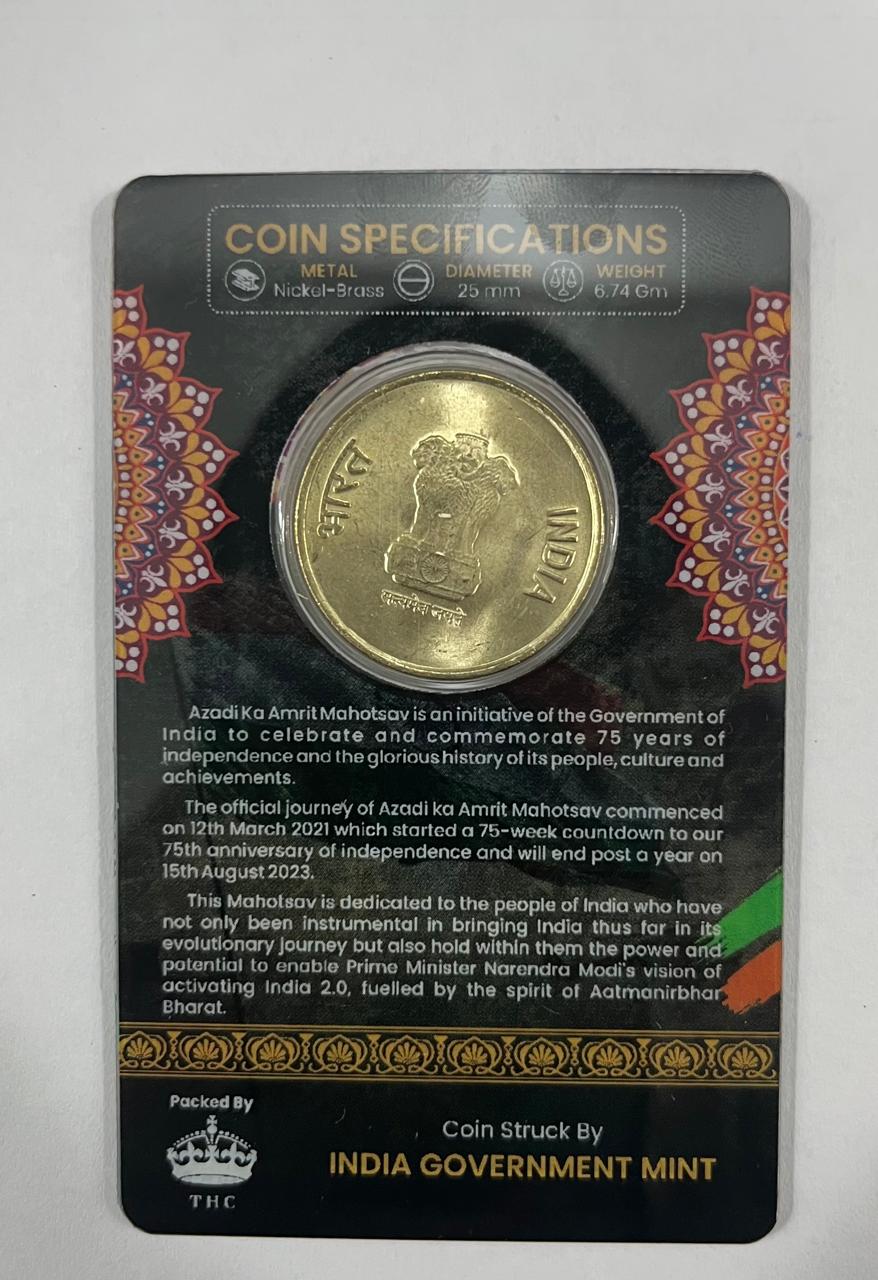 COIN SPECIFICATIONS
METAL
Nickel-Brass
DIAMETER
25 mm
WEIGHT
6.74 Gm
भारत
INDIA
सत्यमेव जयते
Azadi Ka Amrit Mahotsav is an initiative of the Government of
India to celebrate and commemorate 75 years of
independence and the glorious history of its people, culture and
achievements.
The official journey of Azadi ka Amrit Mahotsav commenced
on 12th March 2021 which started a 75-week countdown to our
75th anniversary of independence and will end post a year on
15th August 2023.
This Mahotsav is dedicated to the people of India who have
not only been instrumental in bringing India thus far in its
evolutionary journey but also hold within them the power and
potential to enable Prime Minister Narendra Modi's vision of
activating India 2.0, fuelled by the spirit of Aatmanirbhar
Bharat.
Packed By
THC
Coin Struck By
INDIA GOVERNMENT MINT